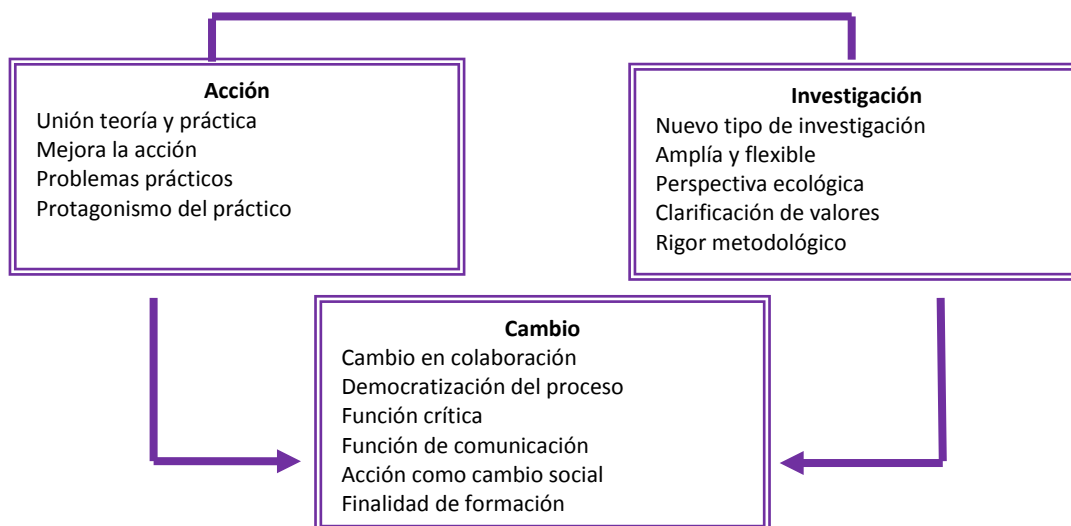 Acción
Unión teoría y práctica
Mejora la acción
Problemas prácticos
Protagonismo del práctico
Investigación
Nuevo tipo de investigación
Amplía y flexible
Perspectiva ecológica
Clarificación de valores
Rigor metodológico
Cambio
Cambio en colaboración
Democratización del proceso
Función crítica
Función de comunicación
Acción como cambio social
Finalidad de formación